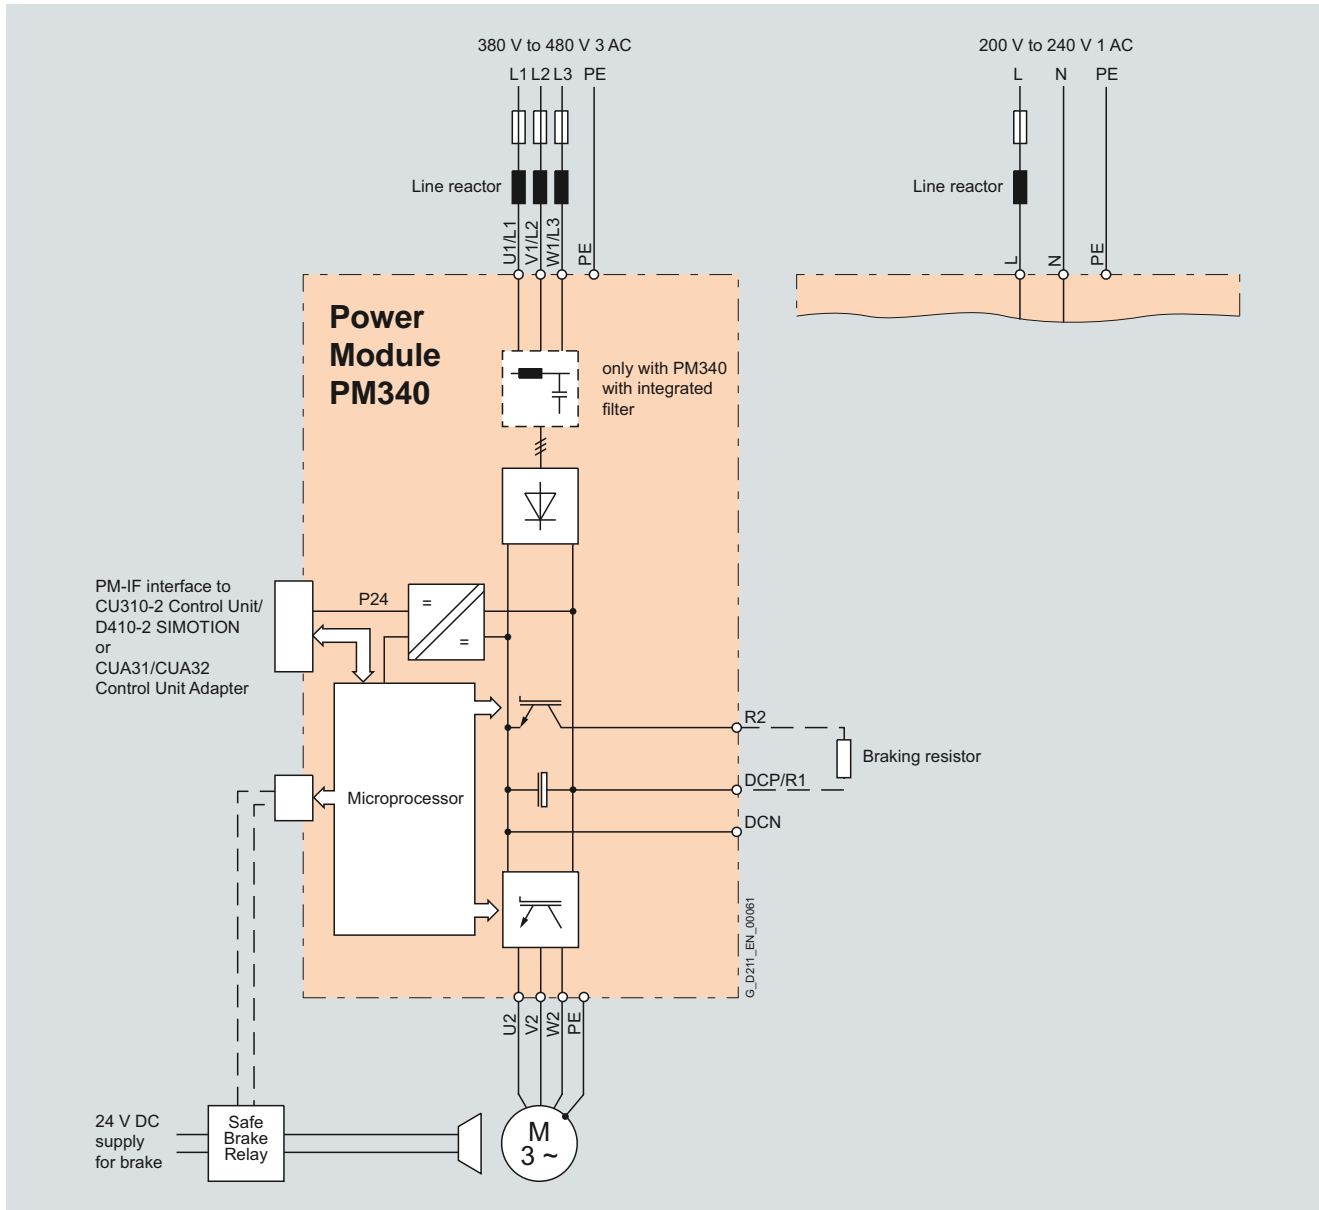 380 V to 480 V 3 AC
L1 L2 L3 PE
200 V to 240 V 1 AC
L N PE
Line reactor
Line reactor
U1/L1
V1/L2
W1/L3
PE
L
N
PE
Power
Module
PM340
only with PM340
with integrated
filter
PM-IF interface to
CU310-2 Control Unit/
D410-2 SIMOTION
or
CUA31/CUA32
Control Unit Adapter
P24
=
=
R2
Braking resistor
DCP/R1
DCN
Microprocessor
G_D211_EN_00061
U2
V2
W2
PE
24 V DC
supply
for brake
Safe
Brake
Relay
M
3 ~